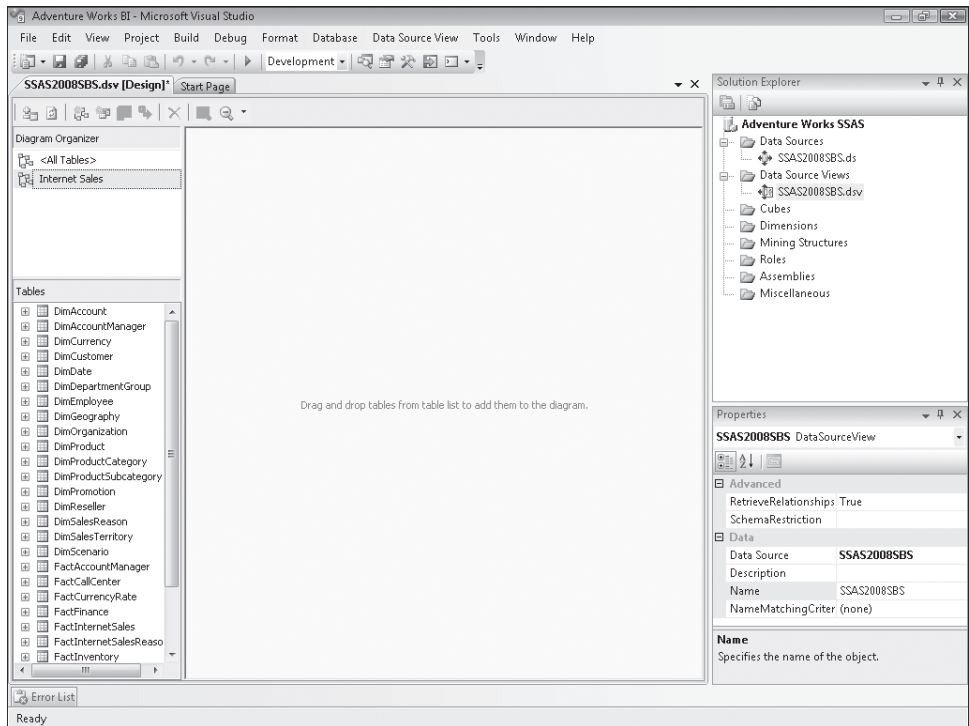 Adventure Works BI - Microsoft Visual Studio
File Edit View Project Build Debug Format Database Data Source View Tools Window Help
Development
SSAS2008SBS.dsv [Design]* Start Page
Diagram Organizer
<All Tables>
Internet Sales
Tables
DimAccount
DimAccountManager
DimCurrency
DimCustomer
DimDate
DimDepartmentGroup
DimEmployee
DimGeography
DimOrganization
DimProduct
DimProductCategory
DimProductSubcategory
DimPromotion
DimReseller
DimSalesReason
DimSalesTerritory
DimScenario
FactAccountManager
FactCallCenter
FactCurrencyRate
FactFinance
FactInternetSales
FactInternetSalesReaso
FactInventory
Drag and drop tables from table list to add them to the diagram.
Solution Explorer
Adventure Works SSAS
Data Sources
SSAS2008SBS.ds
Data Source Views
SSAS2008SBS.dsv
Cubes
Dimensions
Mining Structures
Roles
Assemblies
Miscellaneous
Properties
SSAS2008SBS DataSourceView
Advanced
RetrieveRelationships True
SchemaRestriction
Data
Data Source SSAS2008SBS
Description
Name SSAS2008SBS
NameMatchingCriter (none)
Name
Specifies the name of the object.
Error List
Ready